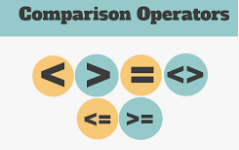 Comparison Operators
< > = <>
<= >=